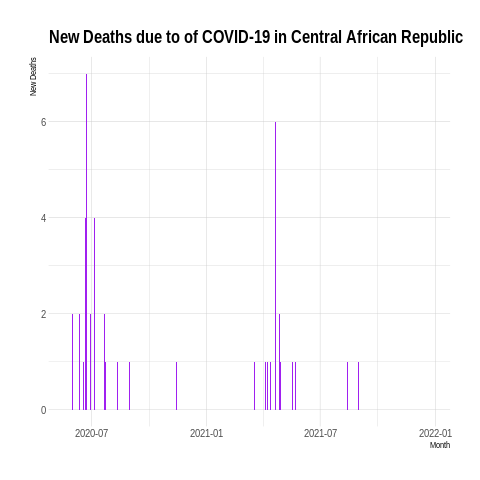 New Deaths due to of COVID-19 in Central African Republic
New Deaths
6
4
2
0
2020-07
2021-01
2021-07
2022-01
Month